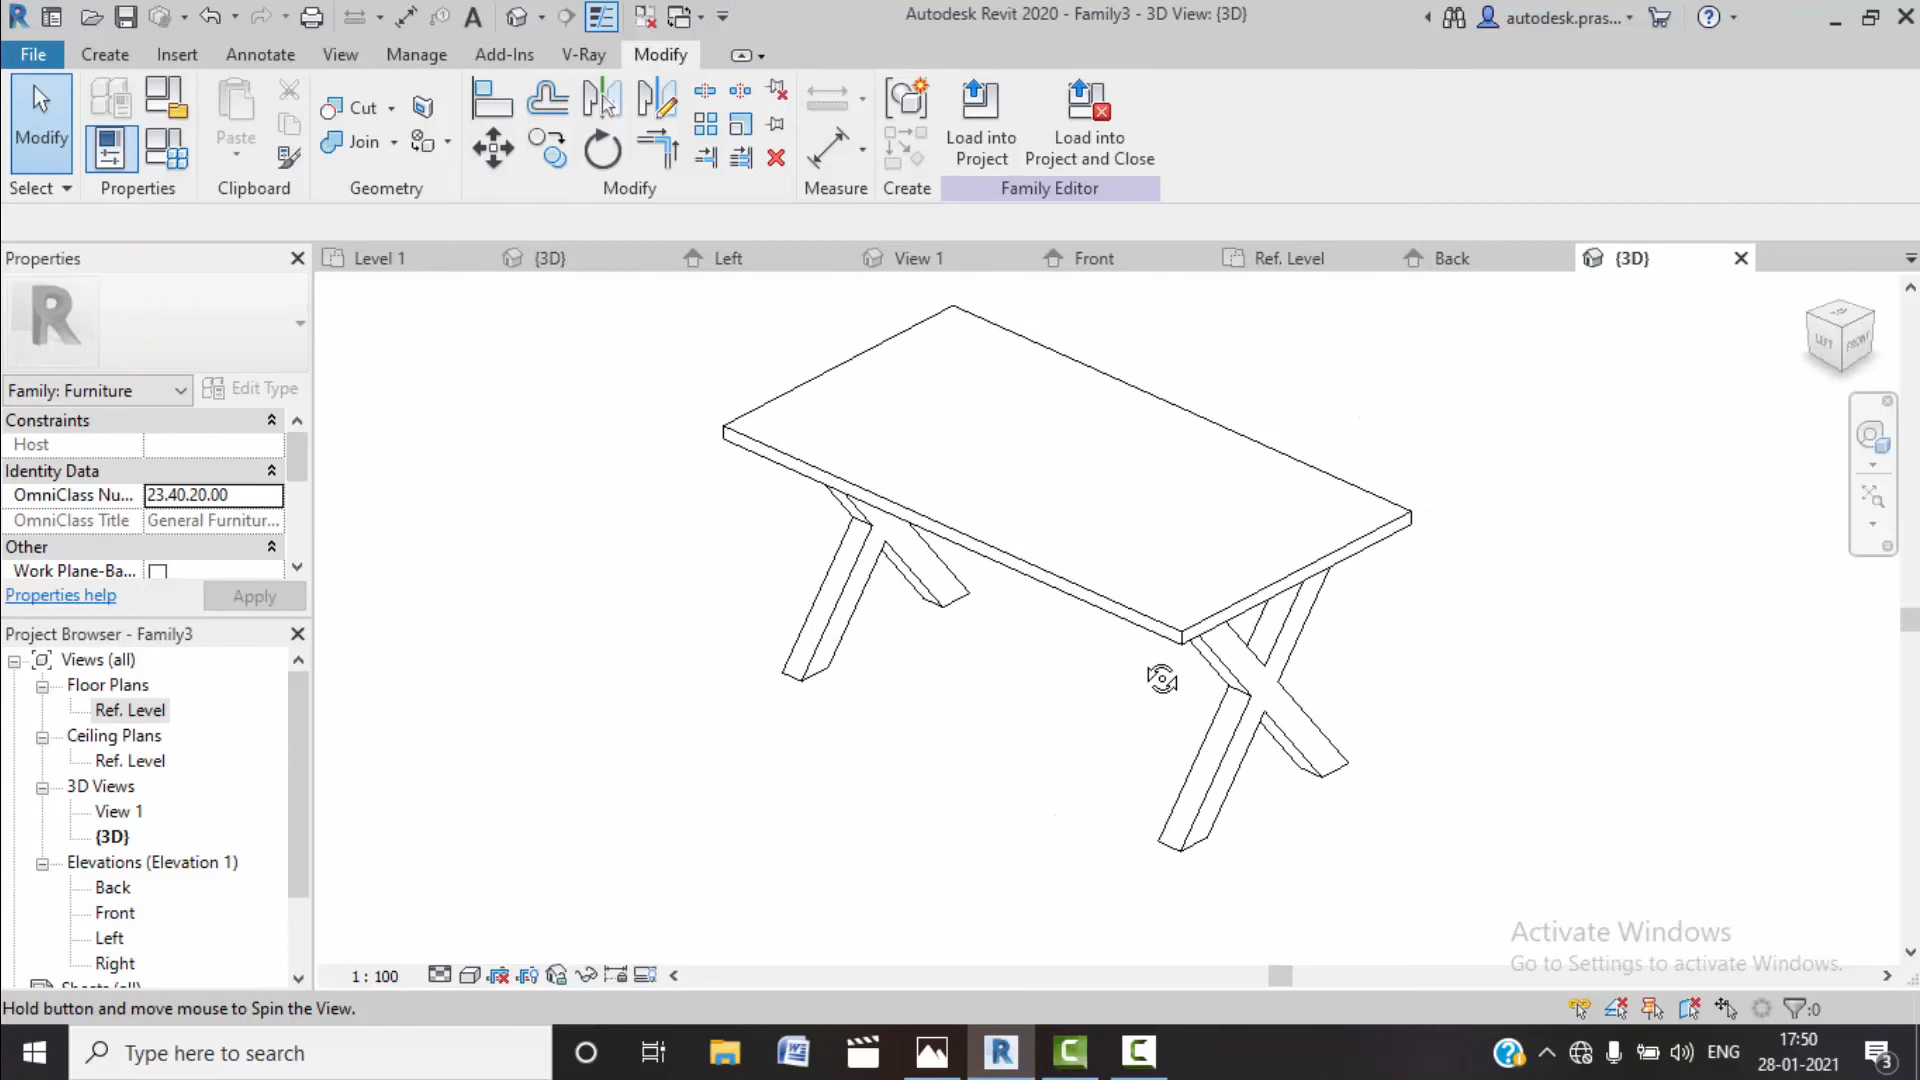 Autodesk Revit 2020 - Family3 - 3D View: {3D}
autodesk.pras...
File Create Insert Annotate View Manage Add-Ins V-Ray Modify
Modify
Select
Properties
Paste
Clipboard
Cut
Join
Geometry
Modify
Measure
Create
Load into
Project
Load into
Project and Close
Family Editor
Properties
Level 1 {3D} Left View 1 Front Ref. Level Back {3D}
Family: Furniture
Edit Type
Constraints
Host
Identity Data
OmniClass Nu... 23.40.20.00
OmniClass Title General Furnitur...
Other
Work Plane-Ba...
Properties help
Apply
Project Browser - Family3
Views (all)
Floor Plans
Ref. Level
Ceiling Plans
Ref. Level
3D Views
View 1
{3D}
Elevations (Elevation 1)
Back
Front
Left
Right
TOP
LEFT
FRONT
Activate Windows
Go to Settings to activate Windows.
1 : 100
Hold button and move mouse to Spin the View.
:0
Type here to search
ENG
17:50
28-01-2021
3